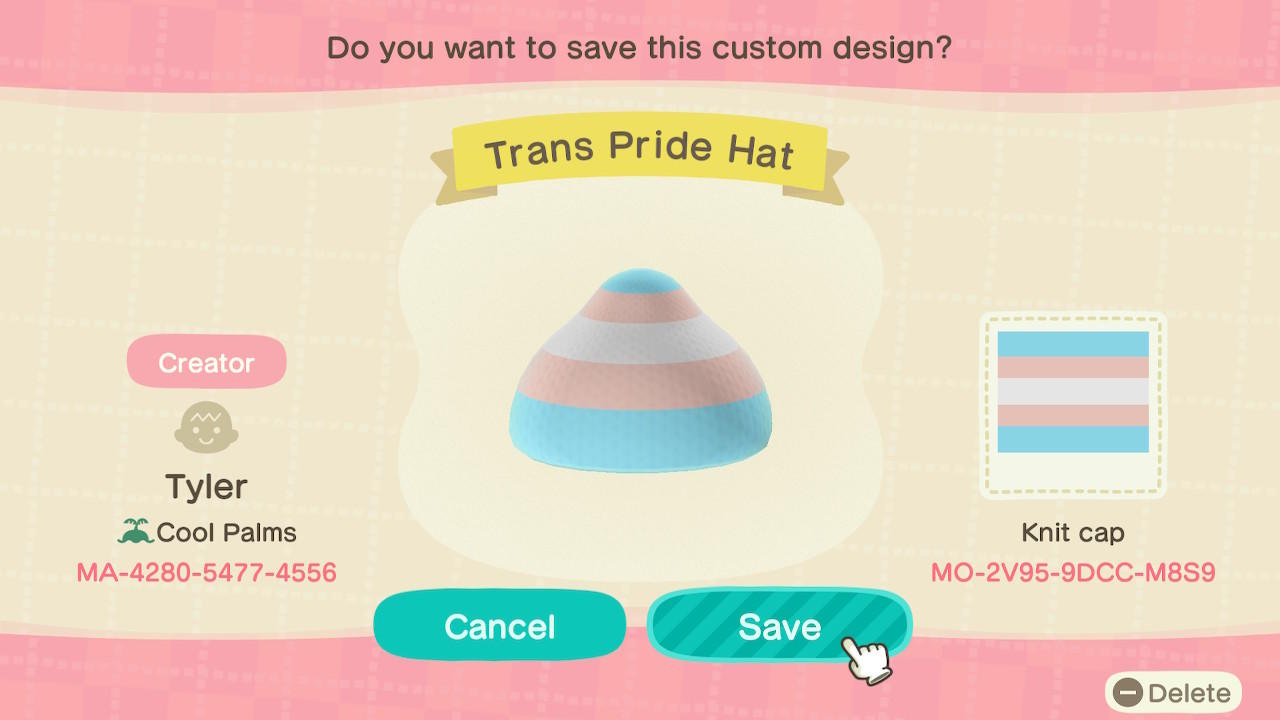 Do you want to save this custom design?
Trans Pride Hat
Creator
Tyler
Cool Palms
MA-4280-5477-4556
Knit cap
MO-2V95-9DCC-M8S9
Cancel
Save
Delete